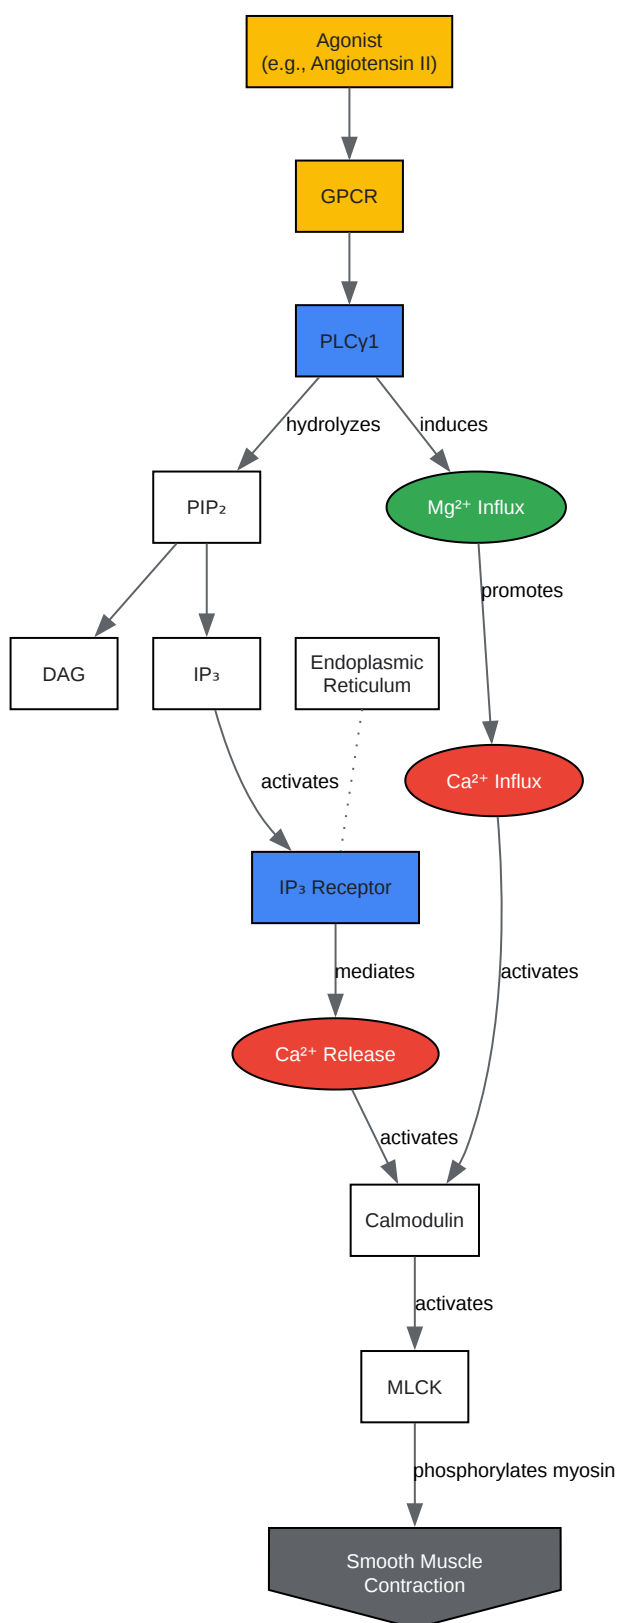 Agonist
(e.g., Angiotensin II)
GPCR
PLCγ1
hydrolyzes
induces
PIP₂
Mg²⁺ Influx
promotes
DAG
IP₃
Endoplasmic
Reticulum
activates
Ca²⁺ Influx
IP₃ Receptor
mediates
activates
Ca²⁺ Release
activates
Calmodulin
activates
MLCK
phosphorylates myosin
Smooth Muscle
Contraction